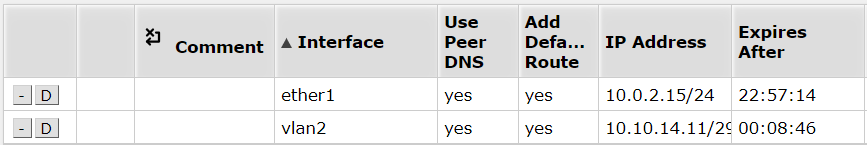 Comment
▲ Interface
Use Peer DNS
Add Defa... Route
IP Address
Expires After
- D ether1 yes yes 10.0.2.15/24 22:57:14
- D vlan2 yes yes 10.10.14.11/29 00:08:46